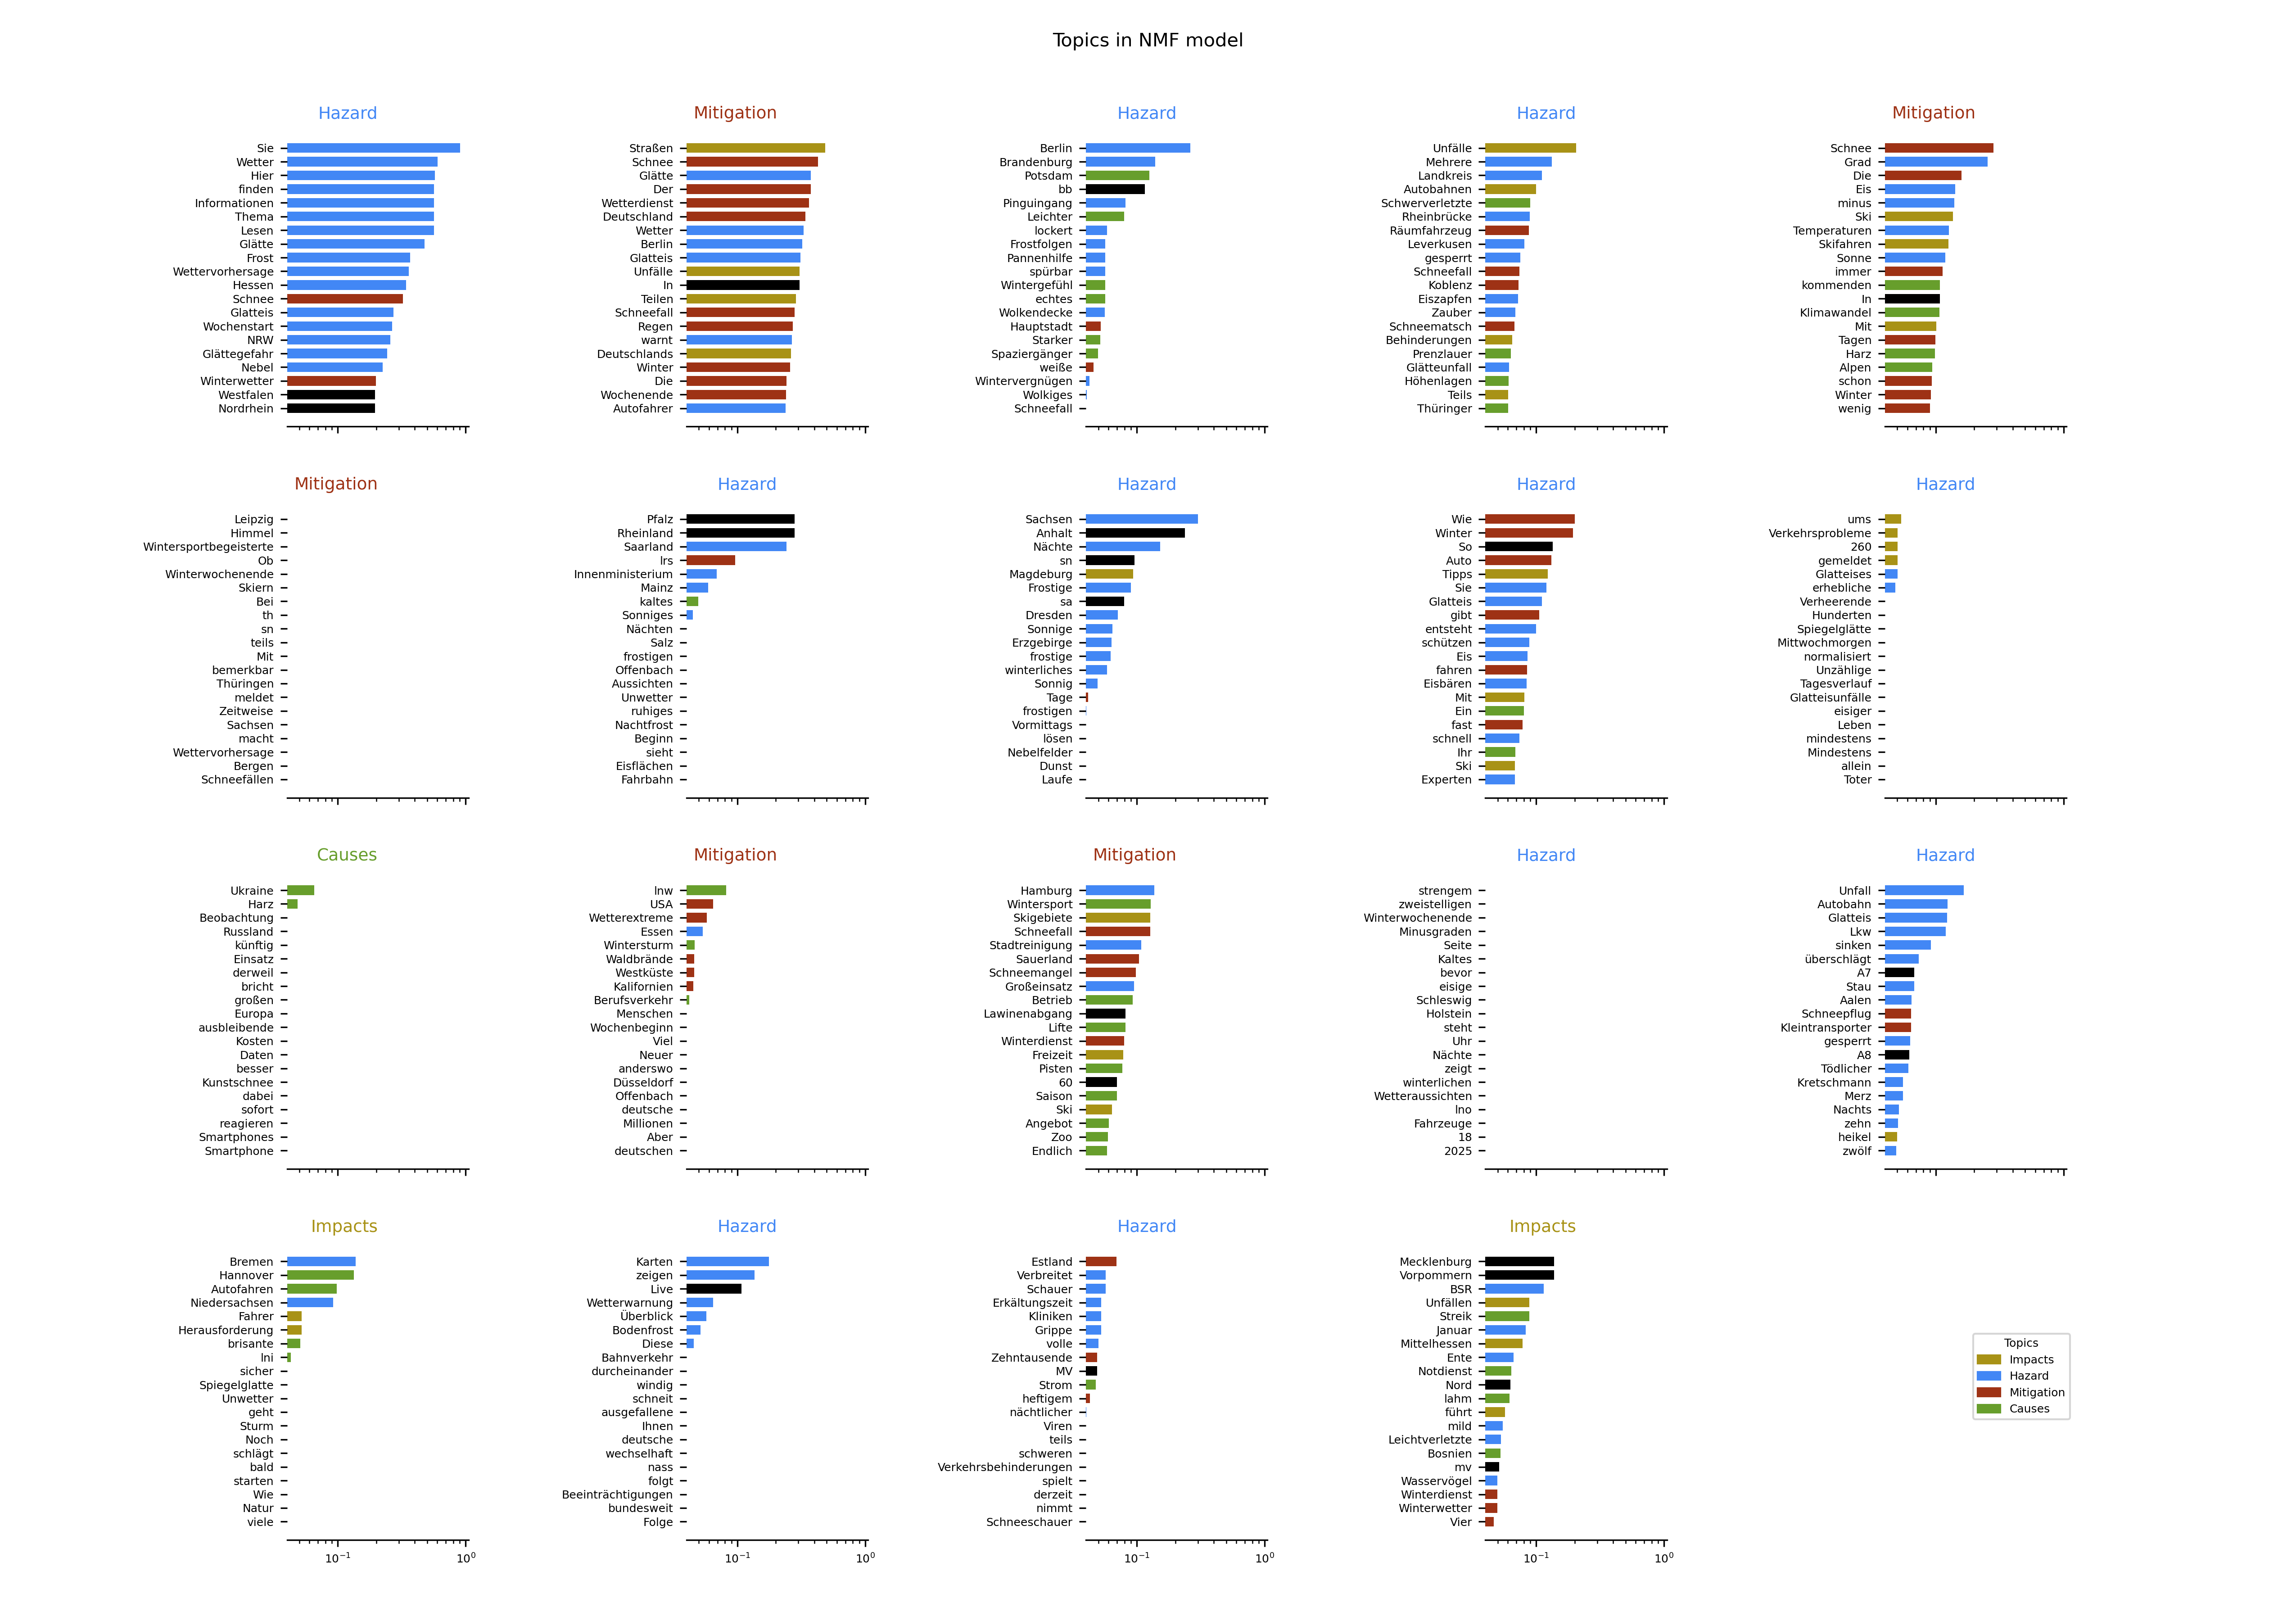 Topics in NMF model
Hazard
Sie
Wetter
Hier
finden
Informationen
Thema
Lesen
Glätte
Frost
Wettervorhersage
Hessen
Schnee
Glatteis
Wochenstart
NRW
Glättegefahr
Nebel
Winterwetter
Westfalen
Nordrhein
Mitigation
Straßen
Schnee
Glätte
Der
Wetterdienst
Deutschland
Wetter
Berlin
Glatteis
Unfälle
In
Teilen
Schneefall
Regen
warnt
Deutschlands
Winter
Die
Wochenende
Autofahrer
Hazard
Berlin
Brandenburg
Potsdam
bb
Pinguingang
Leichter
lockert
Frostfolgen
Pannenhilfe
spürbar
Wintergefühl
echtes
Wolkendecke
Hauptstadt
Starker
Spaziergänger
weiße
Wintervergnügen
Wolkiges
Schneefall
Hazard
Unfälle
Mehrere
Landkreis
Autobahnen
Schwerverletzte
Rheinbrücke
Räumfahrzeug
Leverkusen
gesperrt
Schneefall
Koblenz
Eiszapfen
Zauber
Schneematsch
Behinderungen
Prenzlauer
Glätteunfall
Höhenlagen
Teils
Thüringer
Mitigation
Schnee
Grad
Die
Eis
minus
Ski
Temperaturen
Skifahren
Sonne
immer
kommenden
In
Klimawandel
Mit
Tagen
Harz
Alpen
schon
Winter
wenig
Mitigation
Leipzig
Himmel
Wintersportbegeisterte
Ob
Winterwochenende
Skiern
Bei
th
sn
teils
Mit
bemerkbar
Thüringen
meldet
Zeitweise
Sachsen
macht
Wettervorhersage
Bergen
Schneefällen
Hazard
Pfalz
Rheinland
Saarland
lrs
Innenministerium
Mainz
kaltes
Sonniges
Nächten
Salz
frostigen
Offenbach
Aussichten
Unwetter
ruhiges
Nachtfrost
Beginn
sieht
Eisflächen
Fahrbahn
Hazard
Sachsen
Anhalt
Nächte
sn
Magdeburg
Frostige
sa
Dresden
Sonnige
Erzgebirge
frostige
winterliches
Sonnig
Tage
frostigen
Vormittags
lösen
Nebelfelder
Dunst
Laufe
Hazard
Wie
Winter
So
Auto
Tipps
Sie
Glatteis
gibt
entsteht
schützen
Eis
fahren
Eisbären
Mit
Ein
fast
schnell
Ihr
Ski
Experten
Hazard
ums
Verkehrsprobleme
260
gemeldet
Glatteises
erhebliche
Verheerende
Hunderten
Spiegelglätte
Mittwochmorgen
normalisiert
Unzählige
Tagesverlauf
Glatteisunfälle
eisiger
Leben
mindestens
Mindestens
allein
Toter
Causes
Ukraine
Harz
Beobachtung
Russland
künftig
Einsatz
derweil
bricht
großen
Europa
ausbleibende
Kosten
Daten
besser
Kunstschnee
dabei
sofort
reagieren
Smartphones
Smartphone
Mitigation
lnw
USA
Wetterextreme
Essen
Wintersturm
Waldbrände
Westküste
Kalifornien
Berufsverkehr
Menschen
Wochenbeginn
Viel
Neuer
anderswo
Düsseldorf
Offenbach
deutsche
Millionen
Aber
deutschen
Mitigation
Hamburg
Wintersport
Skigebiete
Schneefall
Stadtreinigung
Sauerland
Schneemangel
Großeinsatz
Betrieb
Lawinenabgang
Lifte
Winterdienst
Freizeit
Pisten
60
Saison
Ski
Angebot
Zoo
Endlich
Hazard
strengem
zweistelligen
Winterwochenende
Minusgraden
Seite
Kaltes
bevor
eisige
Schleswig
Holstein
steht
Uhr
Nächte
zeigt
winterlichen
Wetteraussichten
lno
Fahrzeuge
18
2025
Hazard
Unfall
Autobahn
Glatteis
Lkw
sinken
überschlägt
A7
Stau
Aalen
Schneepflug
Kleintransporter
gesperrt
A8
Tödlicher
Kretschmann
Merz
Nachts
zehn
heikel
zwölf
Impacts
Bremen
Hannover
Autofahren
Niedersachsen
Fahrer
Herausforderung
brisante
lni
sicher
Spiegelglatte
Unwetter
geht
Sturm
Noch
schlägt
bald
starten
Wie
Natur
viele
10⁻¹ 10⁰
Hazard
Karten
zeigen
Live
Wetterwarnung
Überblick
Bodenfrost
Diese
Bahnverkehr
durcheinander
windig
schneit
ausgefallene
Ihnen
deutsche
wechselhaft
nass
folgt
Beeinträchtigungen
bundesweit
Folge
10⁻¹ 10⁰
Hazard
Estland
Verbreitet
Schauer
Erkältungszeit
Kliniken
Grippe
volle
Zehntausende
MV
Strom
heftigem
nächtlicher
Viren
teils
schweren
Verkehrsbehinderungen
spielt
derzeit
nimmt
Schneeschauer
10⁻¹ 10⁰
Impacts
Mecklenburg
Vorpommern
BSR
Unfällen
Streik
Januar
Mittelhessen
Ente
Notdienst
Nord
lahm
führt
mild
Leichtverletzte
Bosnien
mv
Wasservögel
Winterdienst
Winterwetter
Vier
10⁻¹ 10⁰
Topics
Impacts
Hazard
Mitigation
Causes